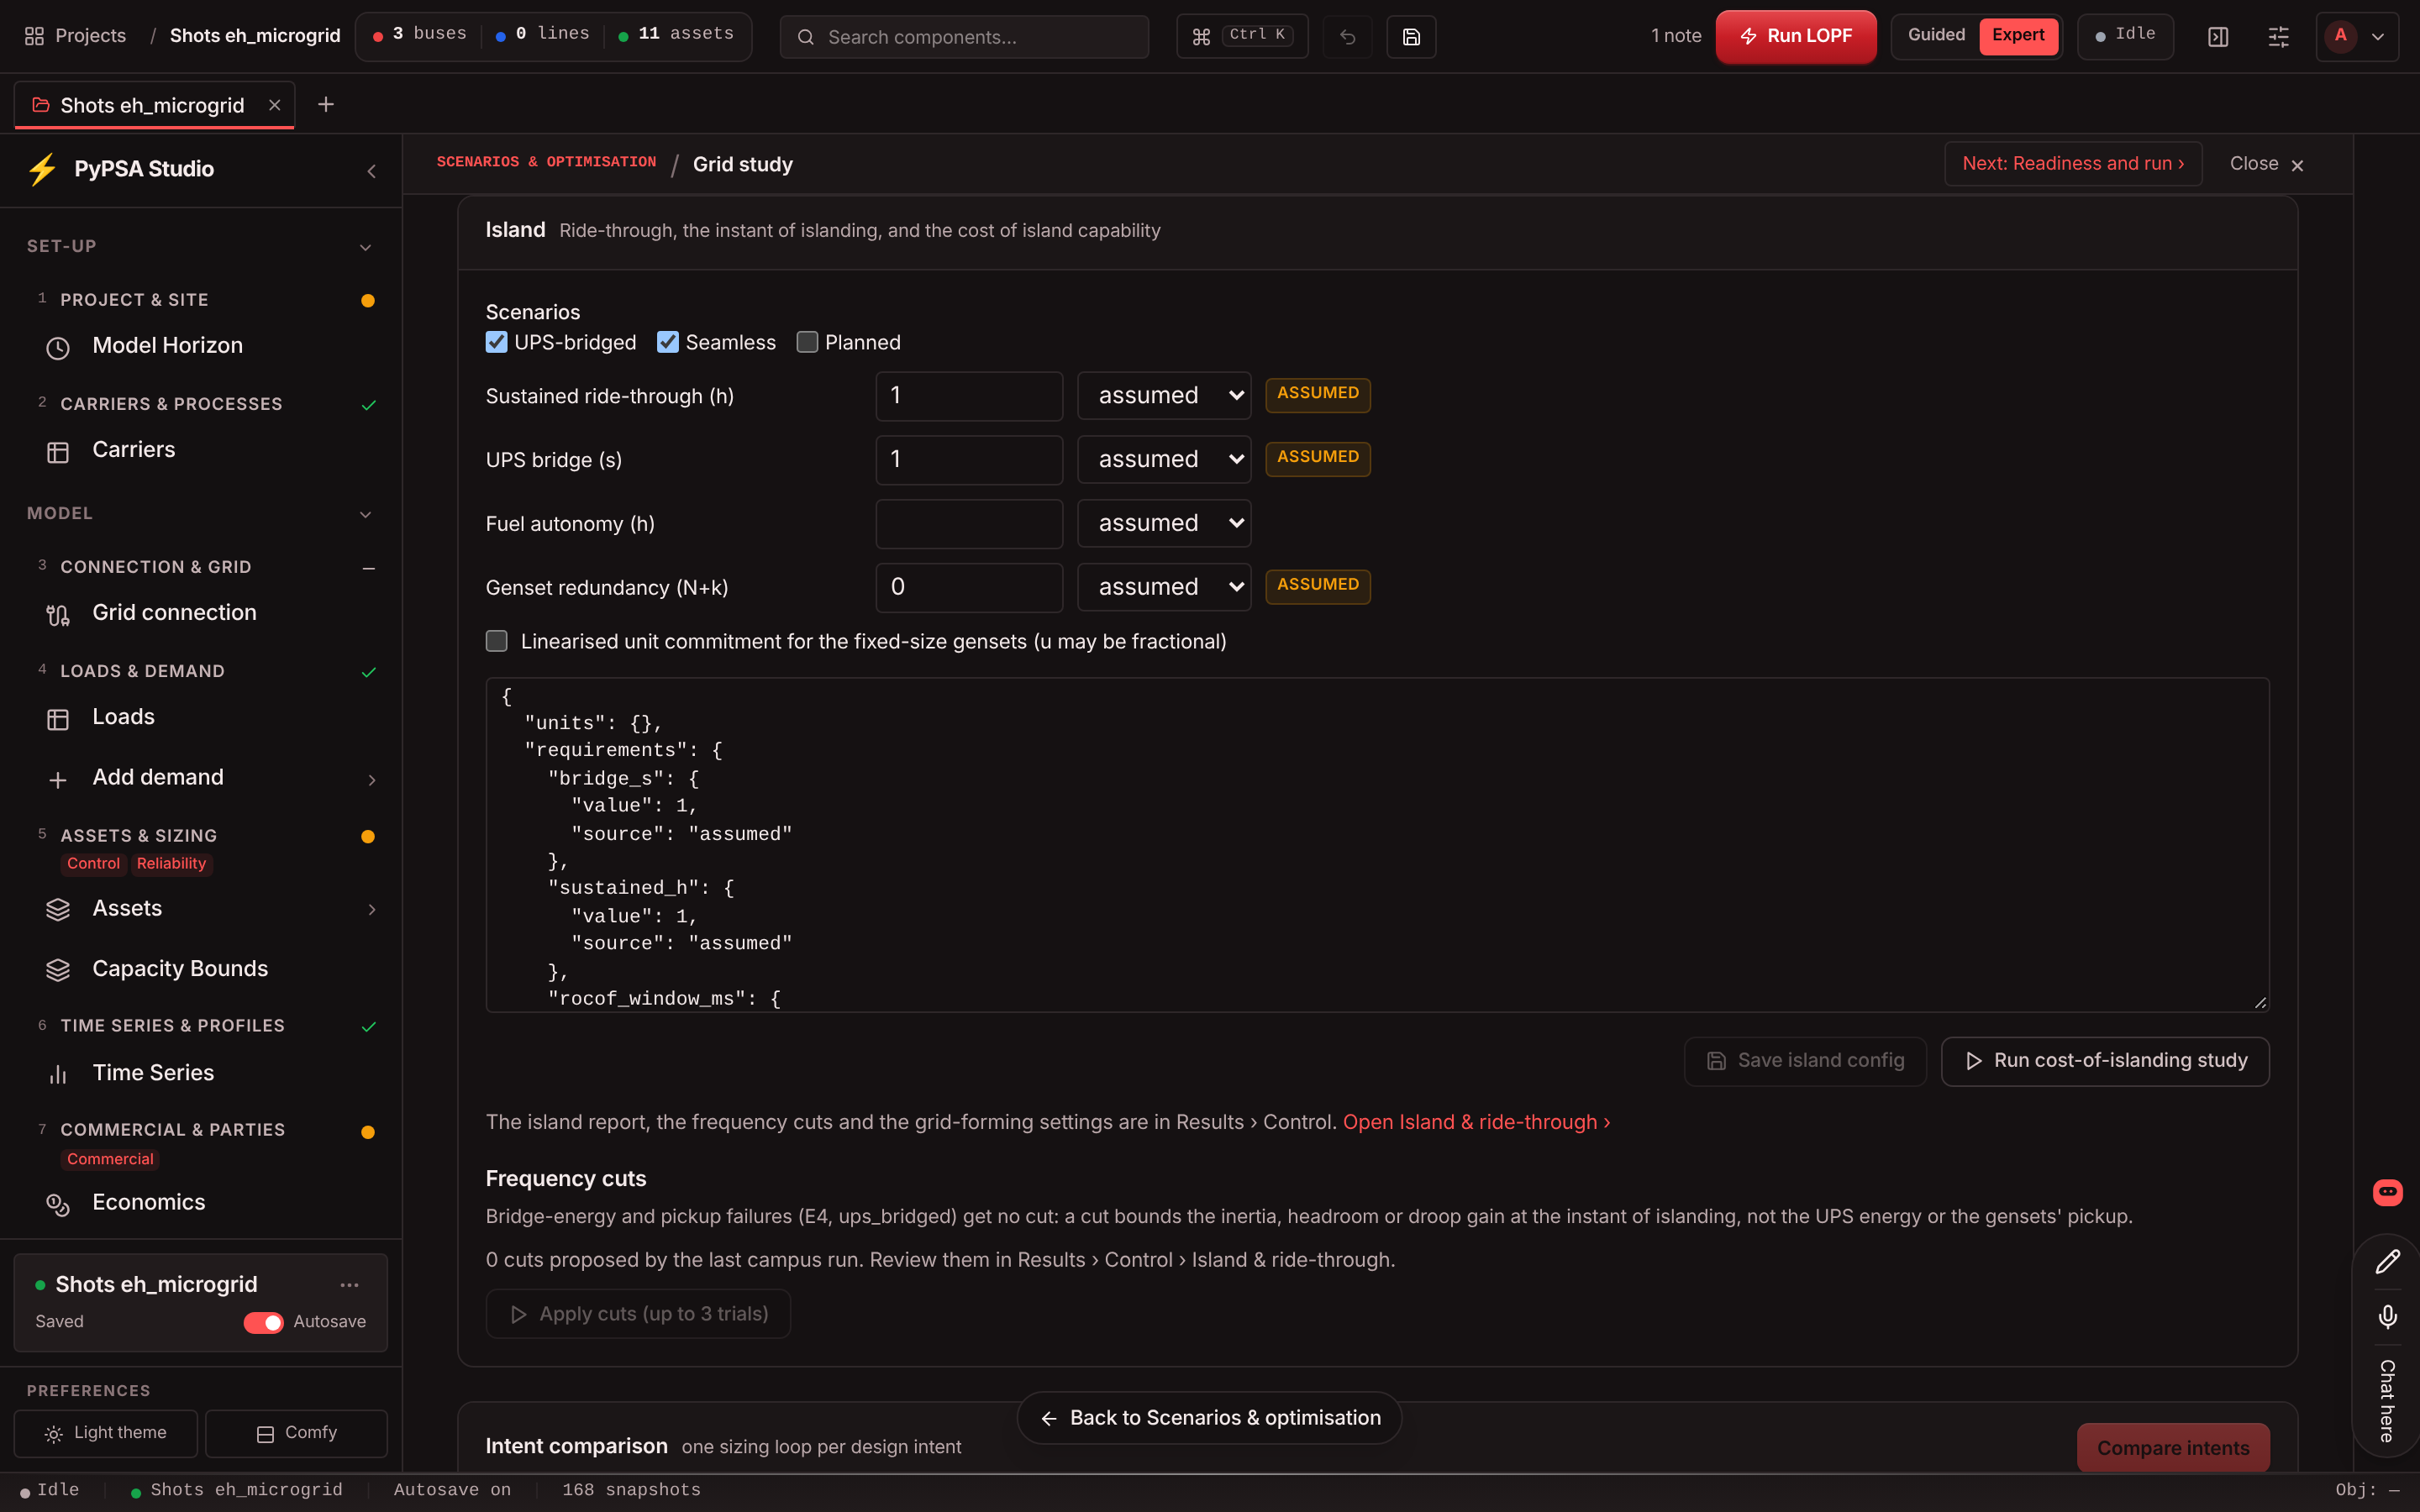 Projects / Shots eh_microgrid
3 buses 0 lines 11 assets
Search components...
Ctrl K
1 note
Run LOPF
Guided Expert
Idle
A
Shots eh_microgrid
PyPSA Studio
SET-UP
1 PROJECT & SITE
Model Horizon
2 CARRIERS & PROCESSES
Carriers
MODEL
3 CONNECTION & GRID
Grid connection
4 LOADS & DEMAND
Loads
Add demand
5 ASSETS & SIZING
Control Reliability
Assets
Capacity Bounds
6 TIME SERIES & PROFILES
Time Series
7 COMMERCIAL & PARTIES
Commercial
Economics
Shots eh_microgrid
Saved Autosave
PREFERENCES
Light theme Comfy
SCENARIOS & OPTIMISATION / Grid study
Next: Readiness and run ›
Close
Island Ride-through, the instant of islanding, and the cost of island capability
Scenarios
UPS-bridged Seamless Planned
Sustained ride-through (h) 1 assumed ASSUMED
UPS bridge (s) 1 assumed ASSUMED
Fuel autonomy (h) assumed
Genset redundancy (N+k) 0 assumed ASSUMED
Linearised unit commitment for the fixed-size gensets (u may be fractional)
{
"units": {},
"requirements": {
"bridge_s": {
"value": 1,
"source": "assumed"
},
"sustained_h": {
"value": 1,
"source": "assumed"
},
"rocof_window_ms": {
Save island config
Run cost-of-islanding study
The island report, the frequency cuts and the grid-forming settings are in Results › Control. Open Island & ride-through ›
Frequency cuts
Bridge-energy and pickup failures (E4, ups_bridged) get no cut: a cut bounds the inertia, headroom or droop gain at the instant of islanding, not the UPS energy or the gensets' pickup.
0 cuts proposed by the last campus run. Review them in Results › Control › Island & ride-through.
Apply cuts (up to 3 trials)
Back to Scenarios & optimisation
Intent comparison one sizing loop per design intent
Compare intents
Chat here
Idle Shots eh_microgrid Autosave on 168 snapshots
Obj: —